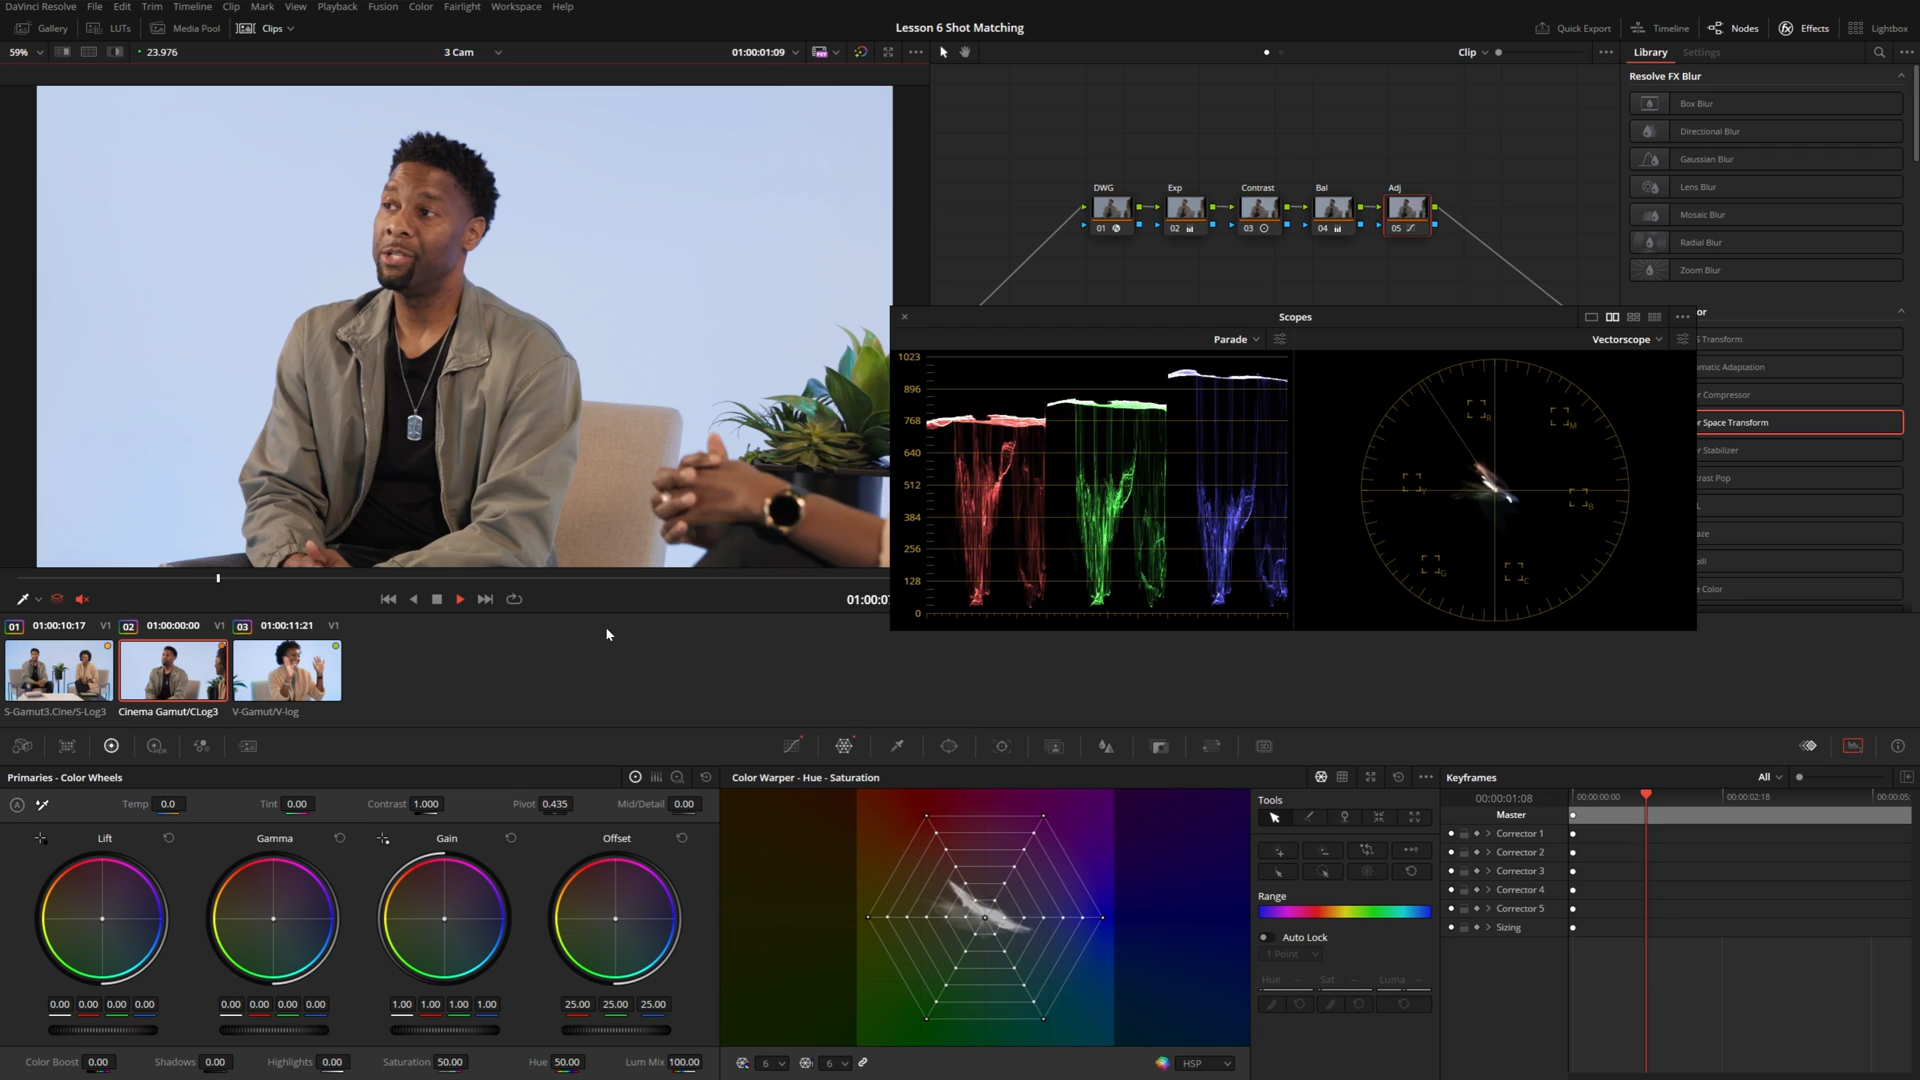 DaVinci Resolve File Edit Trim Timeline Clip Mark View Playback Fusion Color Fairlight Workspace Help
Gallery LUTs Media Pool Clips Lesson 6 Shot Matching Quick Export Timeline Nodes Effects Lightbox
59% 23.976 3 Cam 01:00:01:09 Clip Library Settings
Resolve FX Blur
Box Blur
Directional Blur
Gaussian Blur
Lens Blur
Mosaic Blur
Radial Blur
Zoom Blur
DWG Exp Contrast Bal Adj
01 02 03 04 05
Scopes
Parade Vectorscope
1023
896
768
640
512
384
256
128
0
R M Y B G C
or
Transform
omatic Adaptation
or Compressor
or Space Transform
or Stabilizer
trast Pop
L
aze
oill
e Color
01:00:07
01 01:00:10:17 V1 02 01:00:00:00 V1 03 01:00:11:21 V1
S-Gamut3.Cine/S-Log3 Cinema Gamut/CLog3 V-Gamut/V-log
HDR 3D
Primaries - Color Wheels
A Temp 0.0 Tint 0.00 Contrast 1.000 Pivot 0.435 Mid/Detail 0.00
Lift Gamma Gain Offset
0.00 0.00 0.00 0.00 0.00 0.00 0.00 0.00 1.00 1.00 1.00 1.00 25.00 25.00 25.00
Color Boost 0.00 Shadows 0.00 Highlights 0.00 Saturation 50.00 Hue 50.00 Lum Mix 100.00
Color Warper - Hue - Saturation
Tools
Range
Auto Lock
1 Point
Hue Sat Luma
6 6 HSP
Keyframes All
00:00:01:08 00:00:00:00 00:00:02:18 00:00:05:
Master
Corrector 1
Corrector 2
Corrector 3
Corrector 4
Corrector 5
Sizing